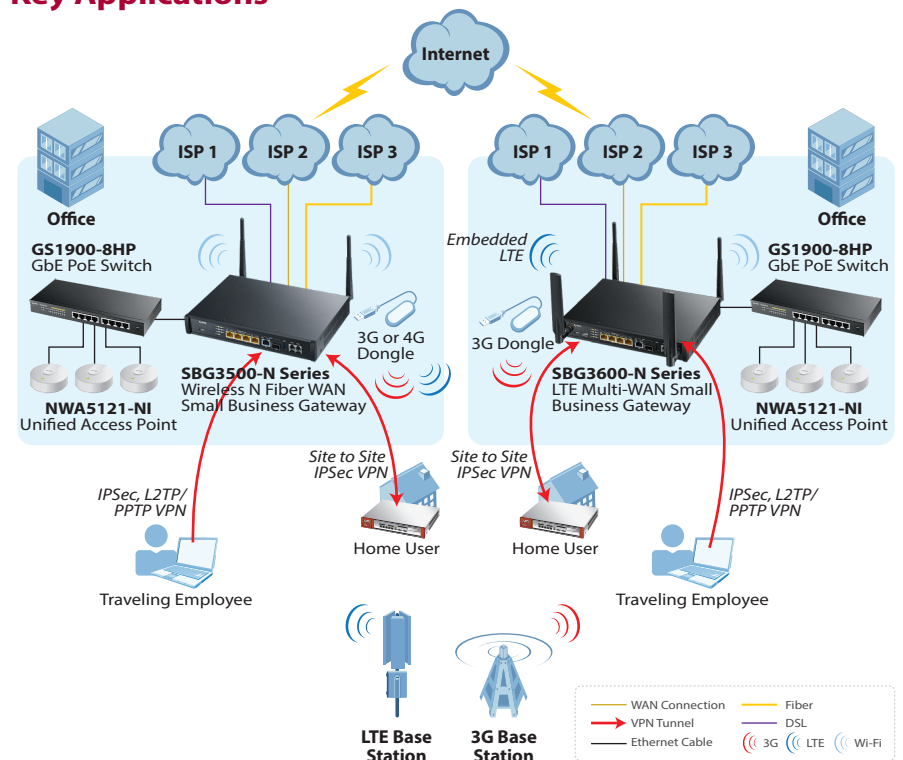 Key Applications
Internet
ISP 1
ISP 2
ISP 3
ISP 1
ISP 2
ISP 3
Office
GS1900-8HP
GbE PoE Switch
NWA5121-NI
Unified Access Point
3G or 4G
Dongle
SBG3500-N Series
Wireless N Fiber WAN
Small Business Gateway
Embedded
LTE
3G Dongle
SBG3600-N Series
LTE Multi-WAN Small
Business Gateway
Office
GS1900-8HP
GbE PoE Switch
NWA5121-NI
Unified Access Point
IPSec, L2TP/
PPTP VPN
Site to Site
IPSec VPN
Site to Site
IPSec VPN
IPSec, L2TP/
PPTP VPN
Traveling Employee
Home User
Home User
Traveling Employee
LTE Base
Station
3G Base
Station
WAN Connection
Fiber
VPN Tunnel
DSL
Ethernet Cable
3G
LTE
Wi-Fi